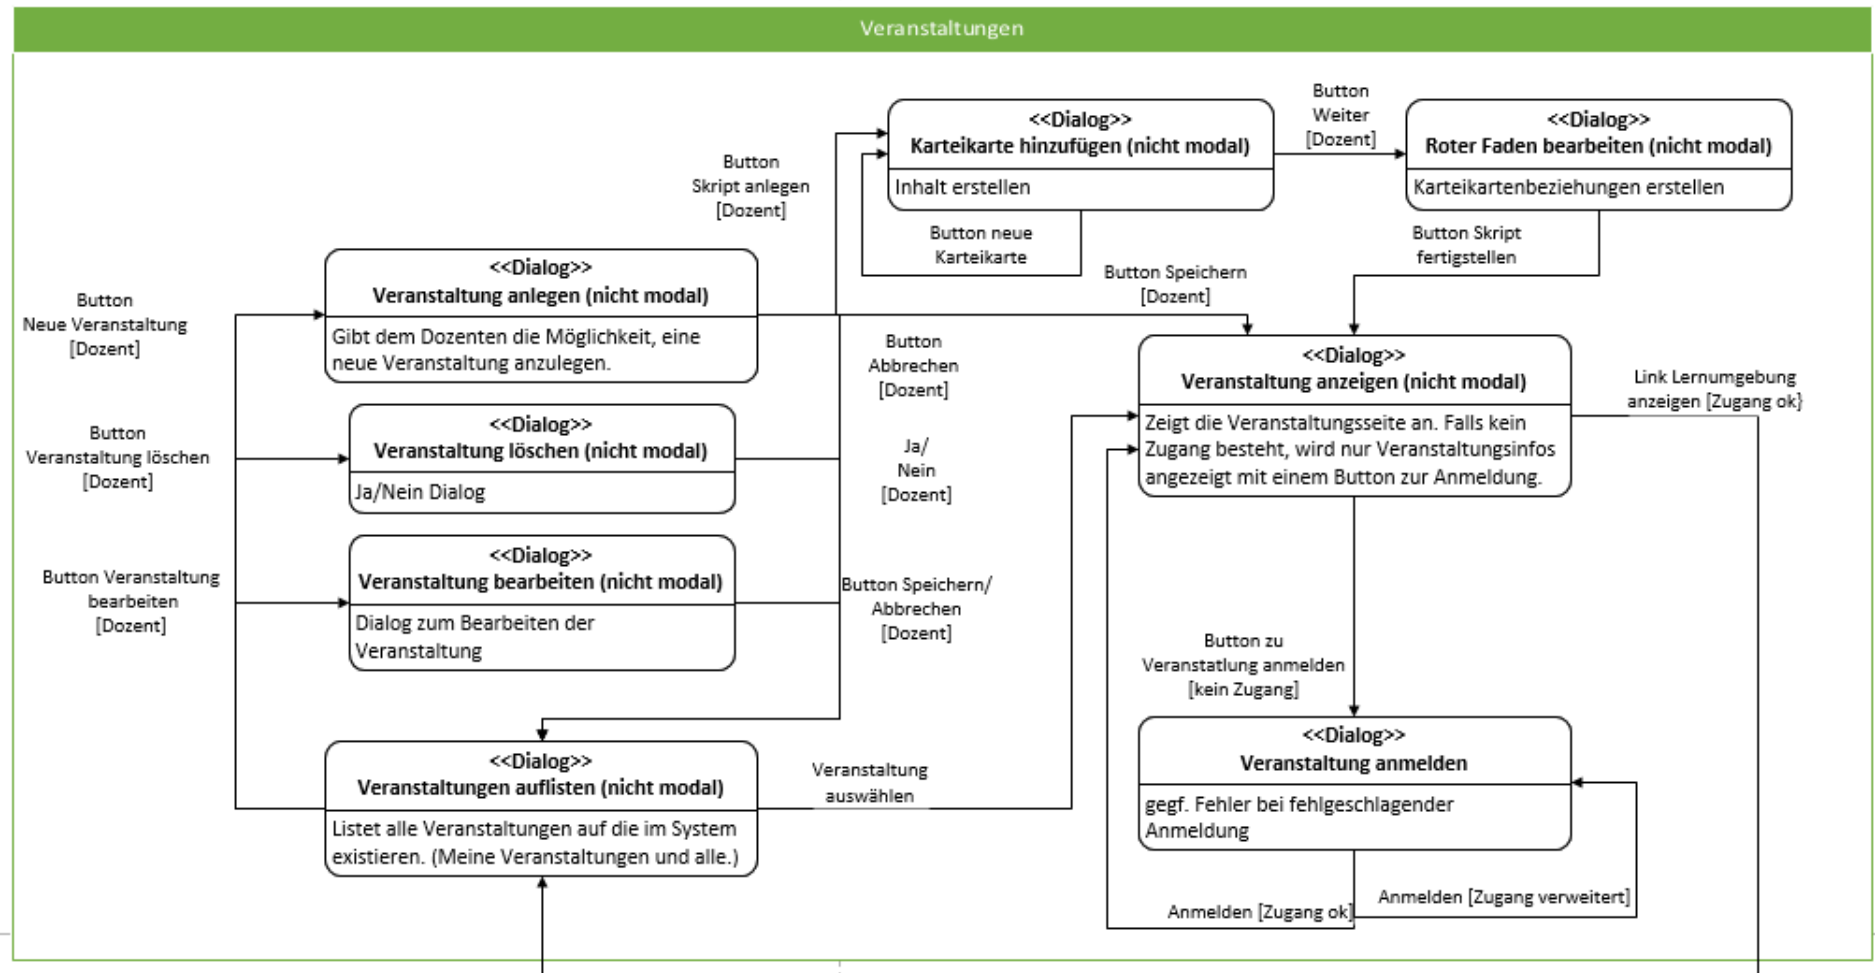 Veranstaltungen
Button
Skript anlegen
[Dozent]
<<Dialog>>
Karteikarte hinzufügen (nicht modal)
Inhalt erstellen
Button
Weiter
[Dozent]
<<Dialog>>
Roter Faden bearbeiten (nicht modal)
Karteikartenbeziehungen erstellen
Button neue
Karteikarte
Button Skript
fertigstellen
Button
Neue Veranstaltung
[Dozent]
<<Dialog>>
Veranstaltung anlegen (nicht modal)
Gibt dem Dozenten die Möglichkeit, eine
neue Veranstaltung anzulegen.
Button Speichern
[Dozent]
Button
Abbrechen
[Dozent]
<<Dialog>>
Veranstaltung anzeigen (nicht modal)
Zeigt die Veranstaltungsseite an. Falls kein
Zugang besteht, wird nur Veranstaltungsinfos
angezeigt mit einem Button zur Anmeldung.
Link Lernumgebung
anzeigen [Zugang ok}
Button
Veranstaltung löschen
[Dozent]
<<Dialog>>
Veranstaltung löschen (nicht modal)
Ja/Nein Dialog
Ja/
Nein
[Dozent]
Button Veranstaltung
bearbeiten
[Dozent]
<<Dialog>>
Veranstaltung bearbeiten (nicht modal)
Dialog zum Bearbeiten der
Veranstaltung
Button Speichern/
Abbrechen
[Dozent]
Button zu
Veranstatlung anmelden
[kein Zugang]
<<Dialog>>
Veranstaltungen auflisten (nicht modal)
Listet alle Veranstaltungen auf die im System
existieren. (Meine Veranstaltungen und alle.)
Veranstaltung
auswählen
<<Dialog>>
Veranstaltung anmelden
gegf. Fehler bei fehlgeschlagender
Anmeldung
Anmelden [Zugang ok]
Anmelden [Zugang verweitert]